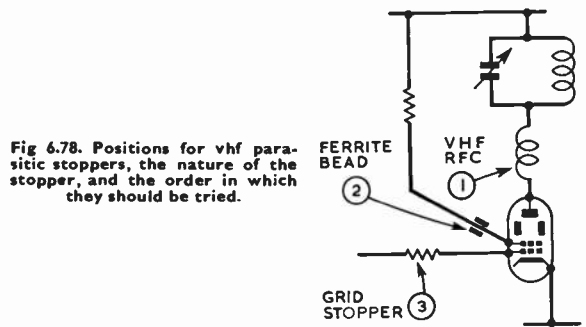 Fig 6.78. Positions for vhf para-
sitic stoppers, the nature of the
stopper, and the order in which
they should be tried.
FERRITE
BEAD
2
VHF
RFC
1
GRID
STOPPER
3